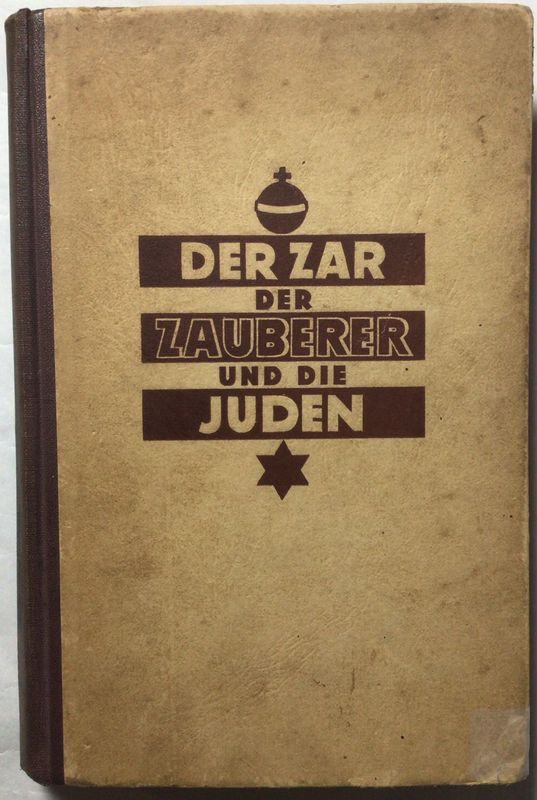 DER ZAR
DER
ZAUBERER
UND DIE
JUDEN